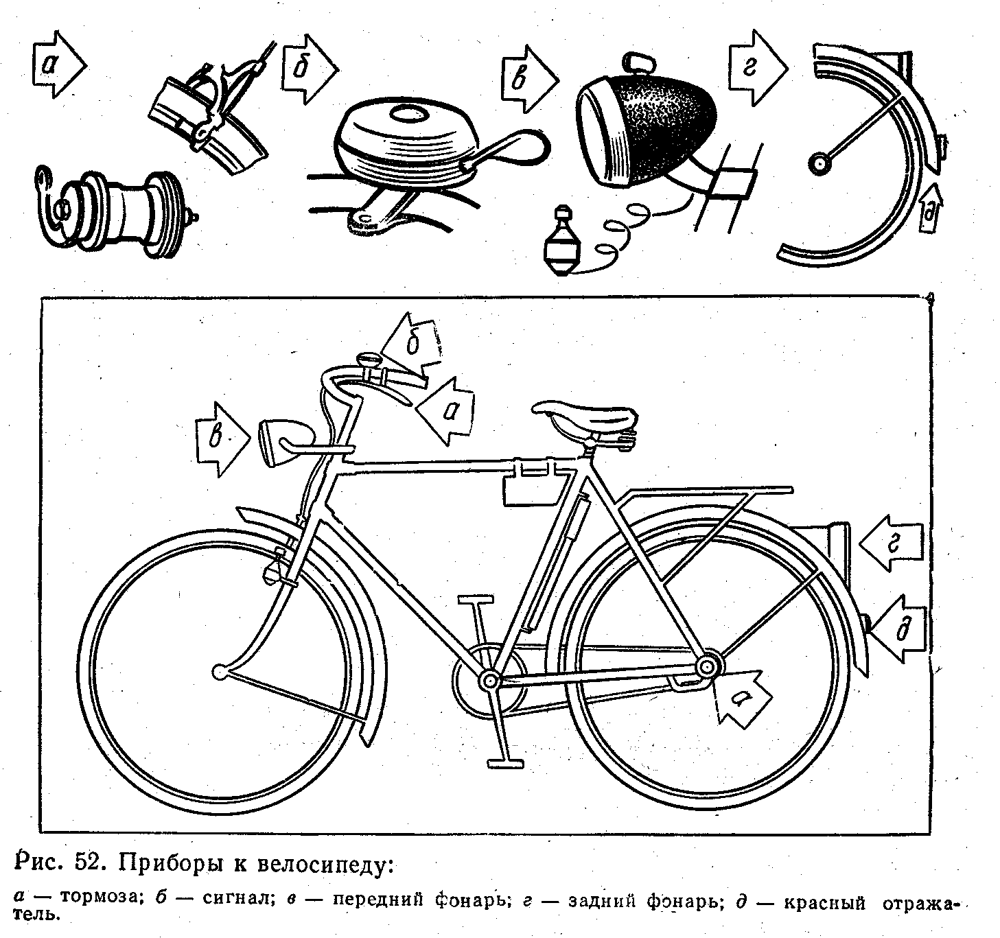 а
б
в
г
д
б
а
в
г
д
а
Рис. 52. Приборы к велосипеду:
а — тормоза; б — сигнал; в — передний фонарь; г — задний фонарь; д — красный отража-
тель.